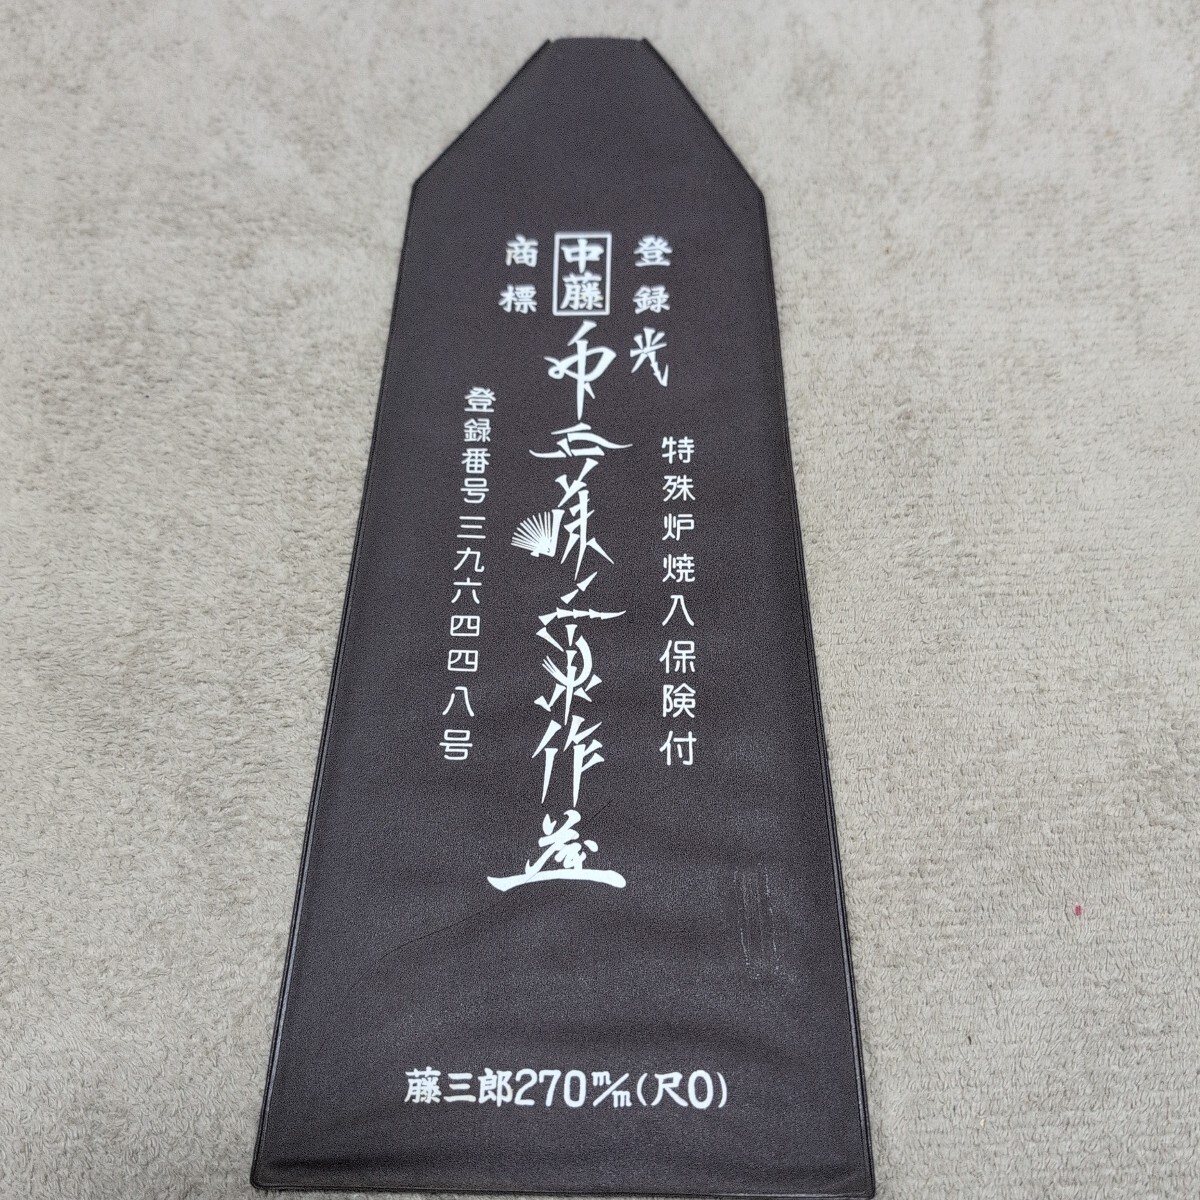 登録
商標
中藤
光
特殊炉焼入保険付
作
登録番号三九六四四八号
藤三郎270m/m(尺0)